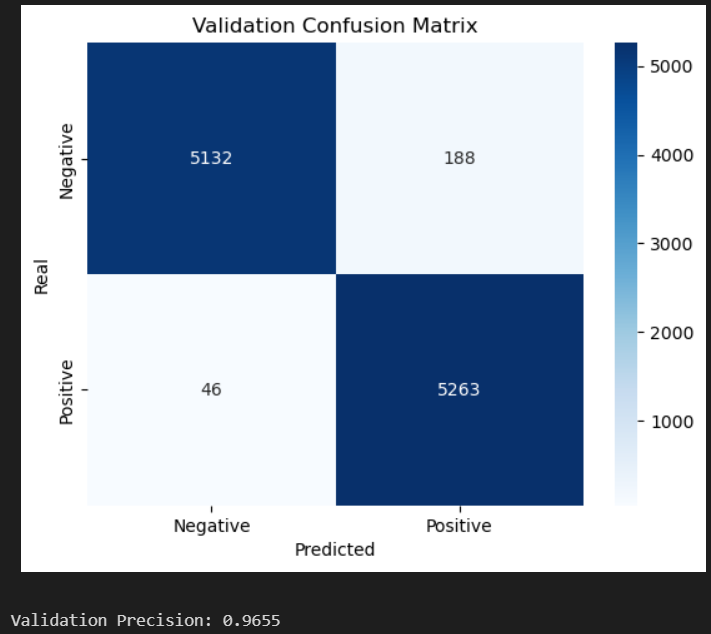 Validation Confusion Matrix
Negative
5132
188
Real
Positive
46
5263
Negative
Positive
Predicted
5000
4000
3000
2000
1000
Validation Precision: 0.9655